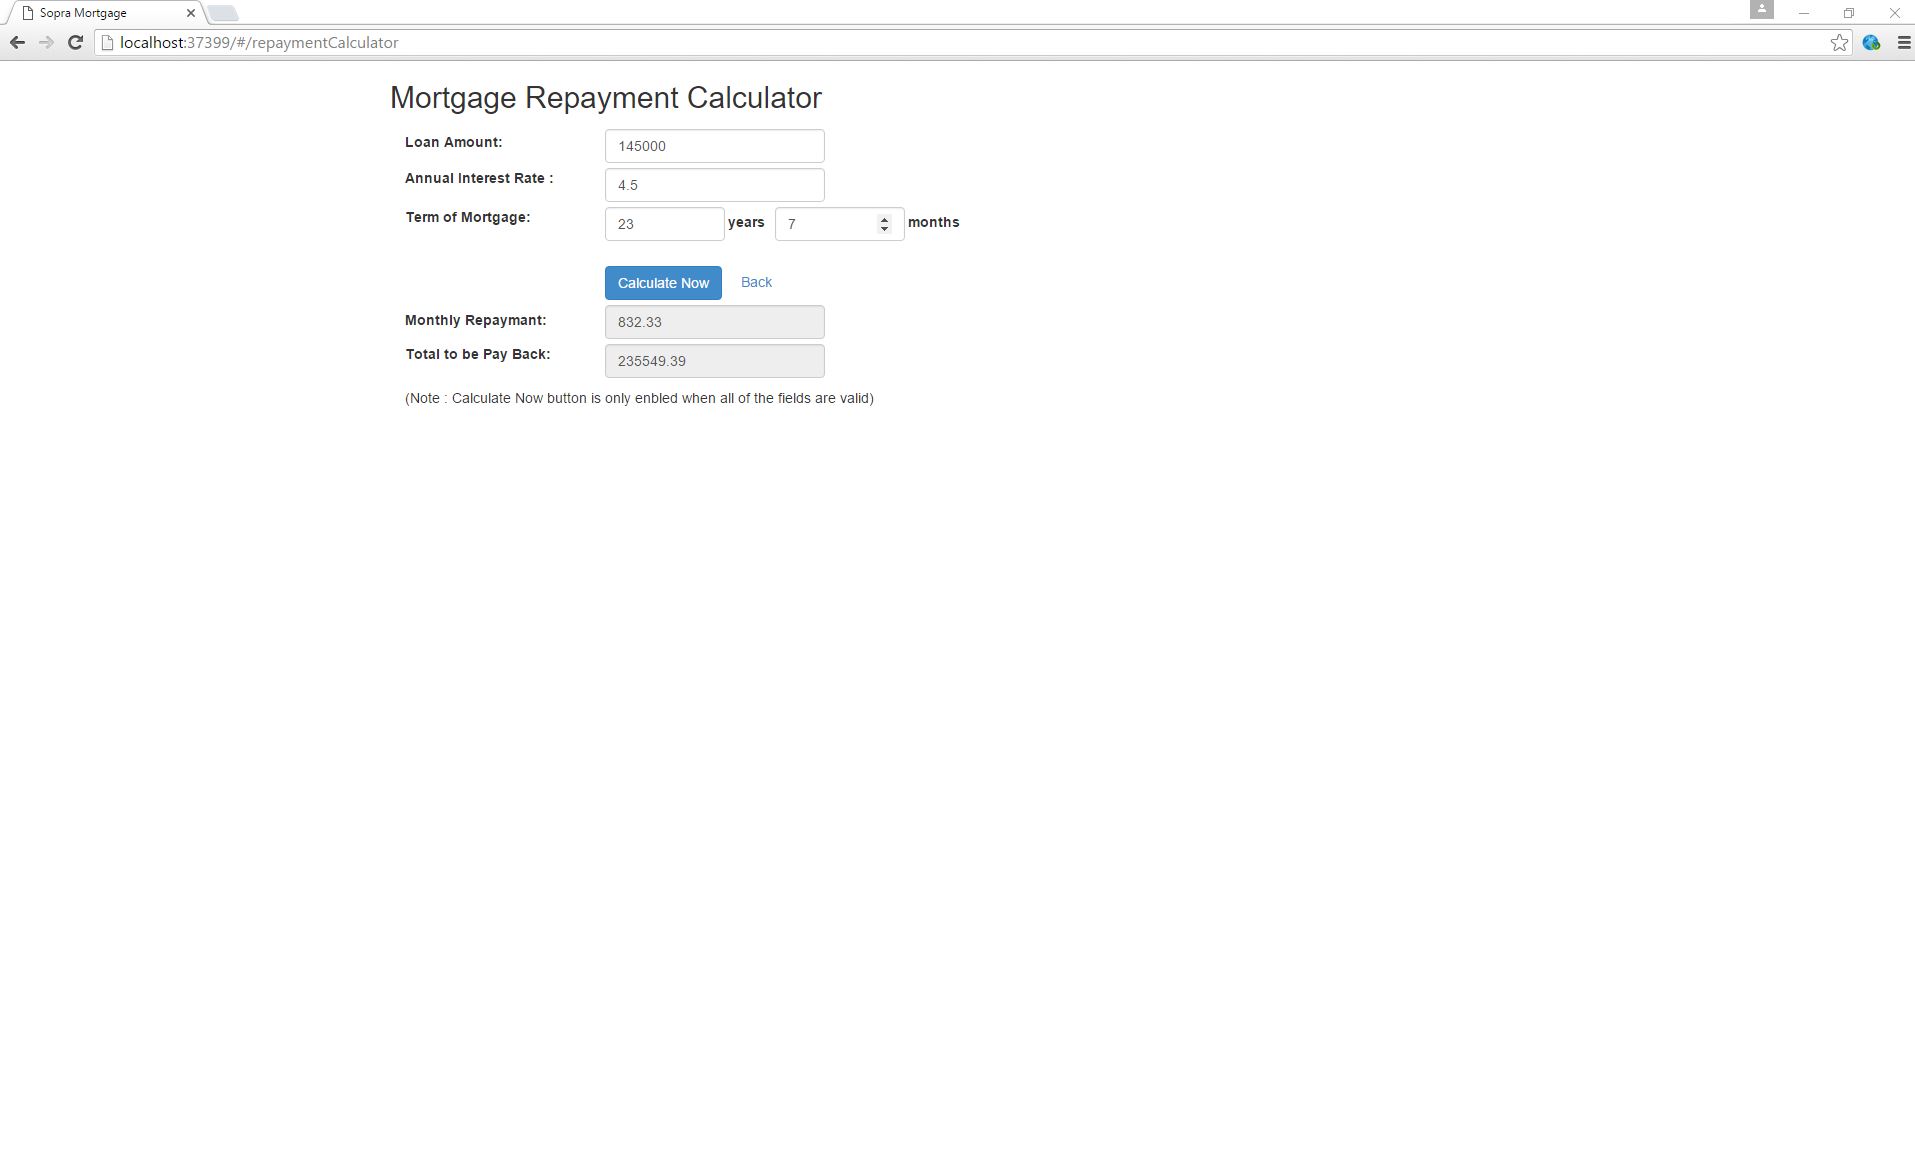 Sopra Mortgage
localhost:37399/#/repaymentCalculator
Mortgage Repayment Calculator
Loan Amount: 145000
Annual Interest Rate : 4.5
Term of Mortgage: 23 years 7 months
Calculate Now Back
Monthly Repaymant: 832.33
Total to be Pay Back: 235549.39
(Note : Calculate Now button is only enbled when all of the fields are valid)